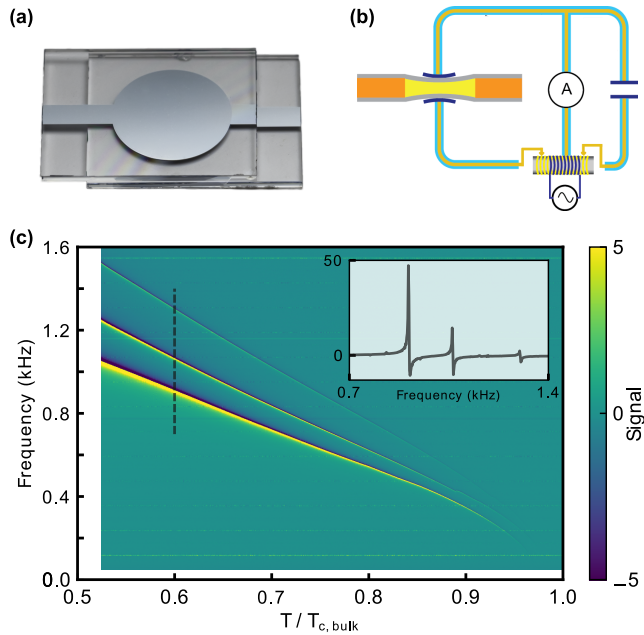 (a)
(b)
A
(c)
1.6
1.2
0.8
0.4
0.0
Frequency (kHz)
0.5
0.6
0.7
0.8
0.9
1.0
T / Tc, bulk
50
0
0.7
Frequency (kHz)
1.4
5
0
−5
Signal